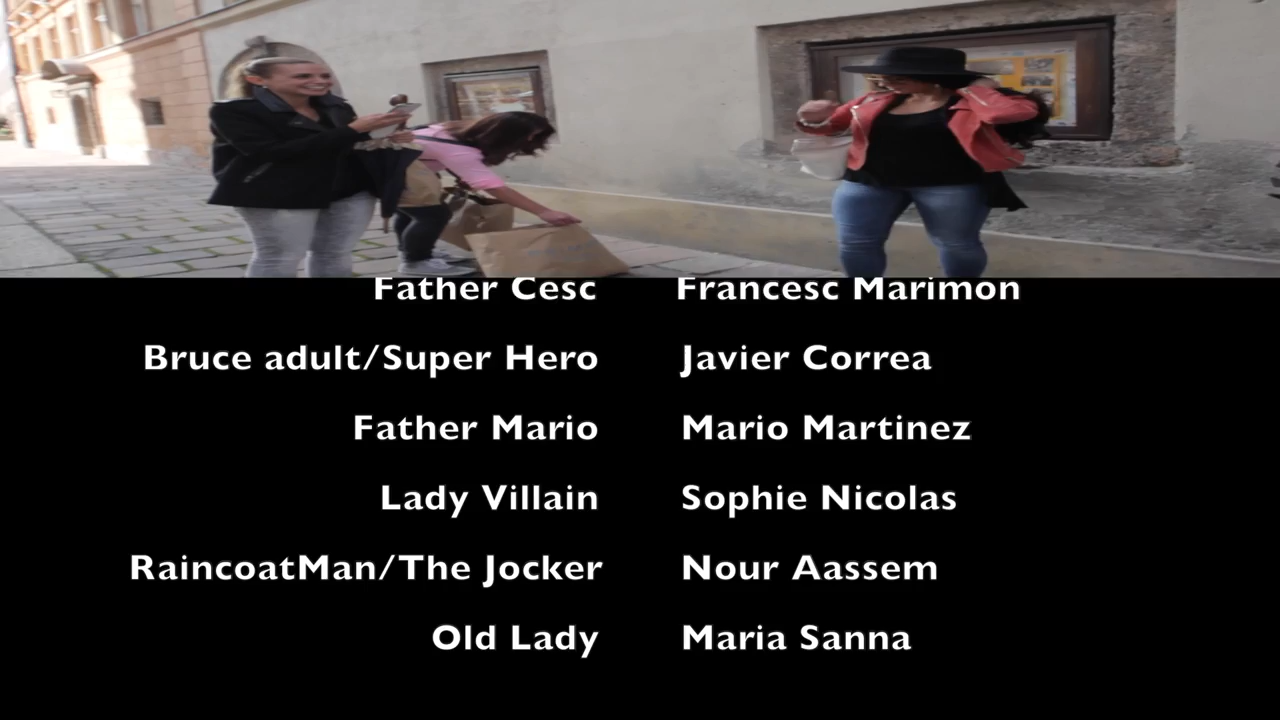 Father Cesc Francesc Marimon
Bruce adult/Super Hero Javier Correa
Father Mario Mario Martinez
Lady Villain Sophie Nicolas
RaincoatMan/The Jocker Nour Aassem
Old Lady Maria Sanna